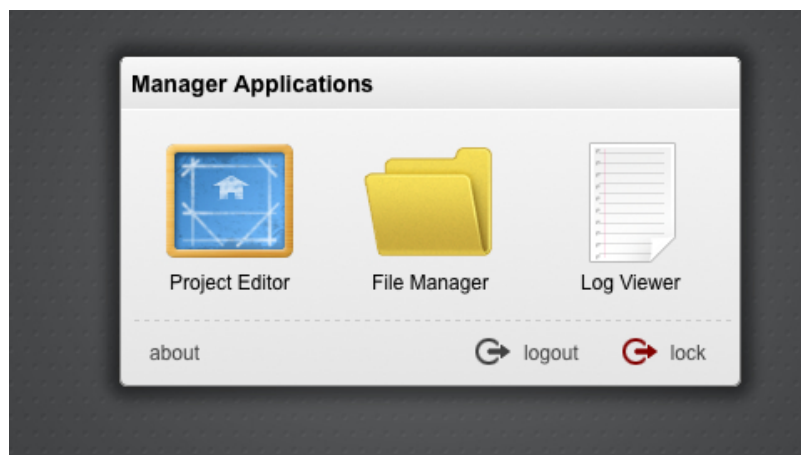 Manager Applications
Project Editor File Manager Log Viewer
about logout lock